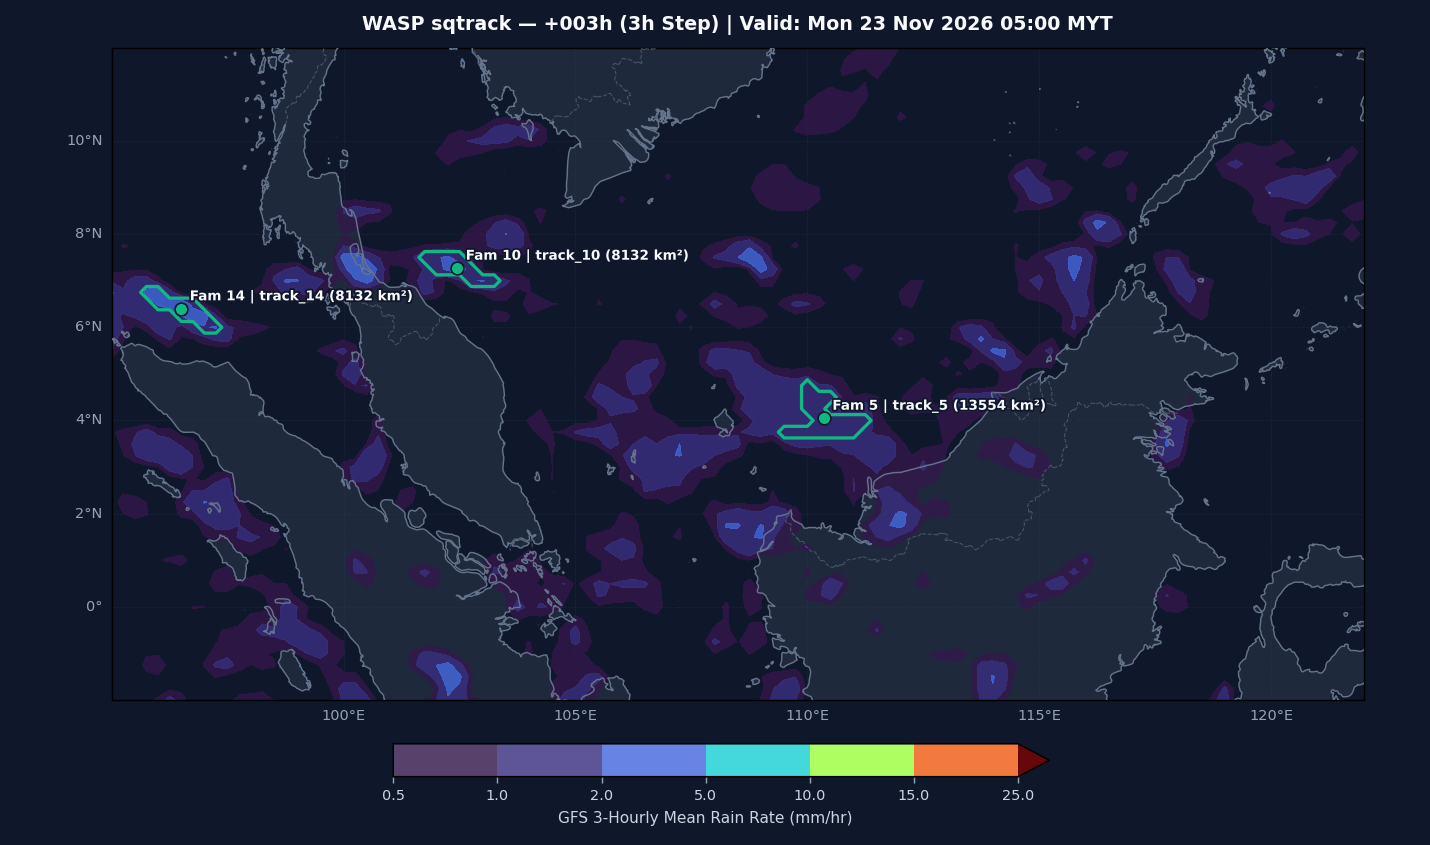 WASP sqtrack — +003h (3h Step) | Valid: Mon 23 Nov 2026 05:00 MYT
10°N
8°N
Fam 10 | track_10 (8132 km²)
Fam 14 | track_14 (8132 km²)
6°N
Fam 5 | track_5 (13554 km²)
4°N
2°N
0°
100°E
105°E
110°E
115°E
120°E
0.5
1.0
2.0
5.0
10.0
15.0
25.0
GFS 3-Hourly Mean Rain Rate (mm/hr)